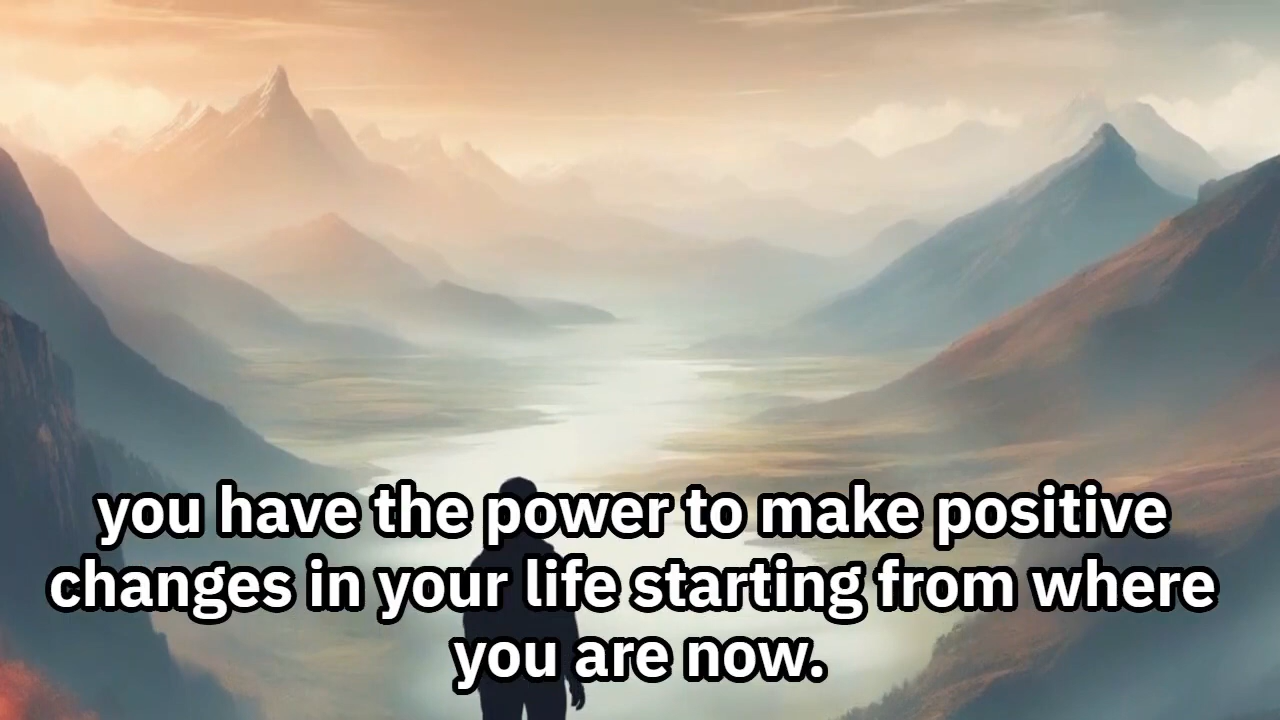 you have the power to make positive
changes in your life starting from where
you are now.